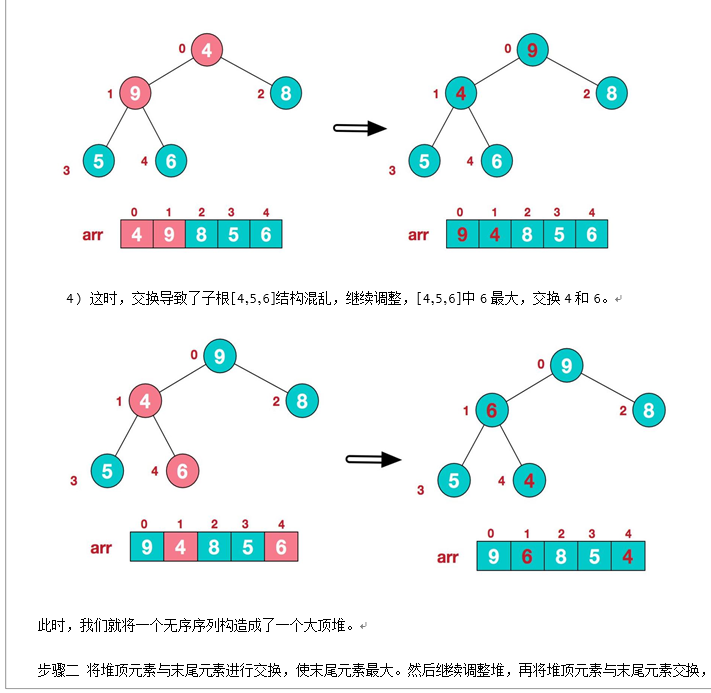 0 4 0 9
1 9 2 8 1 4 2 8
3 5 4 6 3 5 4 6
0 1 2 3 4 0 1 2 3 4
arr 4 9 8 5 6 arr 9 4 8 5 6
4) 这时，交换导致了子根[4,5,6]结构混乱，继续调整，[4,5,6]中 6 最大，交换 4 和 6。
0 9 0 9
1 4 2 8 1 6 2 8
3 5 4 6 3 5 4 4
0 1 2 3 4 0 1 2 3 4
arr 9 4 8 5 6 arr 9 6 8 5 4
此时，我们就将一个无序序列构造成了一个大顶堆。
步骤二 将堆顶元素与末尾元素进行交换，使末尾元素最大。然后继续调整堆，再将堆顶元素与末尾元素交换，